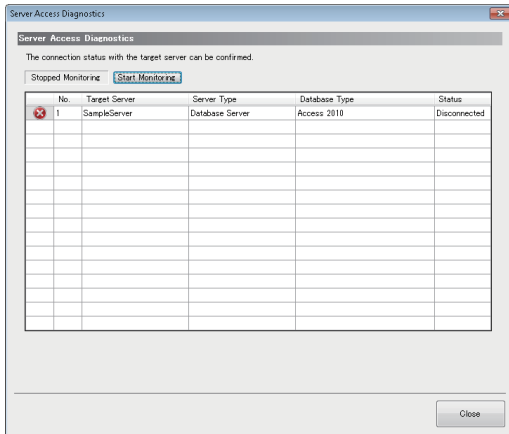 Server Access Diagnostics
Server Access Diagnostics
The connection status with the target server can be confirmed.
Stopped Monitoring Start Monitoring
No. Target Server Server Type Database Type Status
1 SampleServer Database Server Access 2010 Disconnected
Close